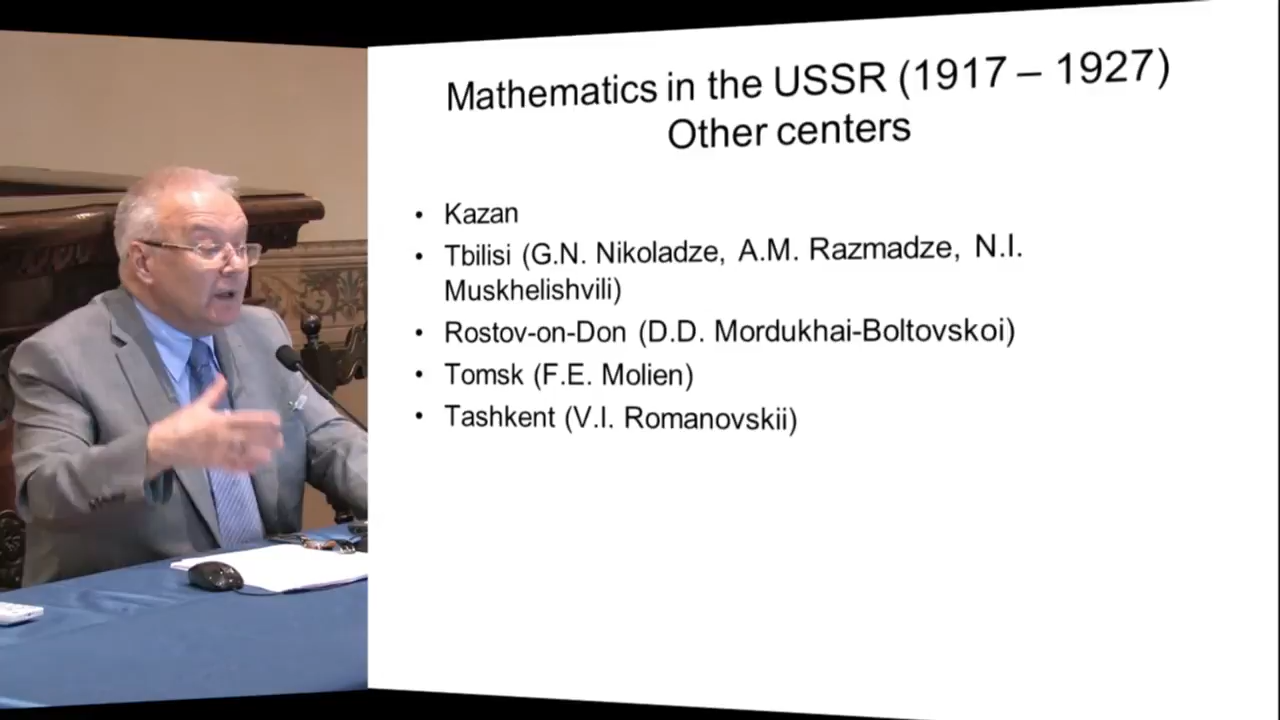 Mathematics in the USSR (1917 – 1927)
Other centers
• Kazan
• Tbilisi (G.N. Nikoladze, A.M. Razmadze, N.I.
Muskhelishvili)
• Rostov-on-Don (D.D. Mordukhai-Boltovskoi)
• Tomsk (F.E. Molien)
• Tashkent (V.I. Romanovskii)